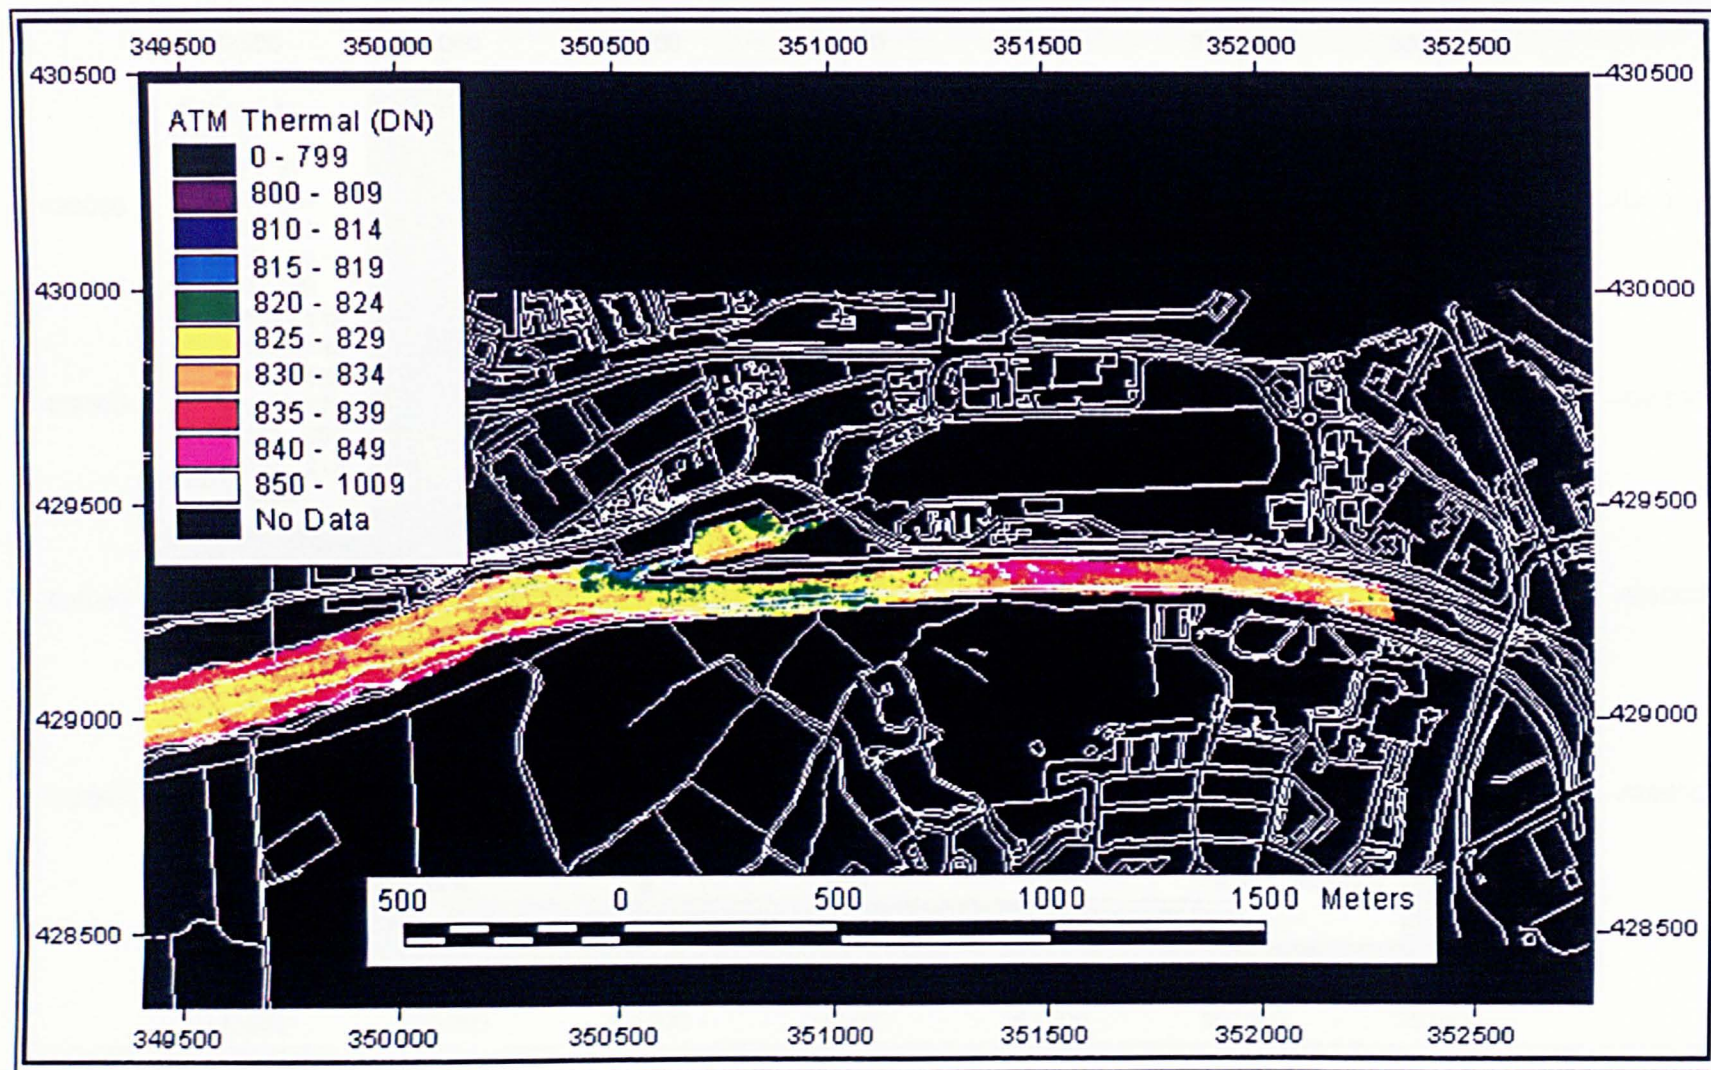 349500 350000 350500 351000 351500 352000 352500
430500 430500
ATM Thermal (DN)
0 - 799
800 - 809
810 - 814
815 - 819
820 - 824
825 - 829
830 - 834
835 - 839
840 - 849
850 - 1009
No Data
430000 430000
429500 429500
429000 429000
500 0 500 1000 1500 Meters
428500 428500
349500 350000 350500 351000 351500 352000 352500